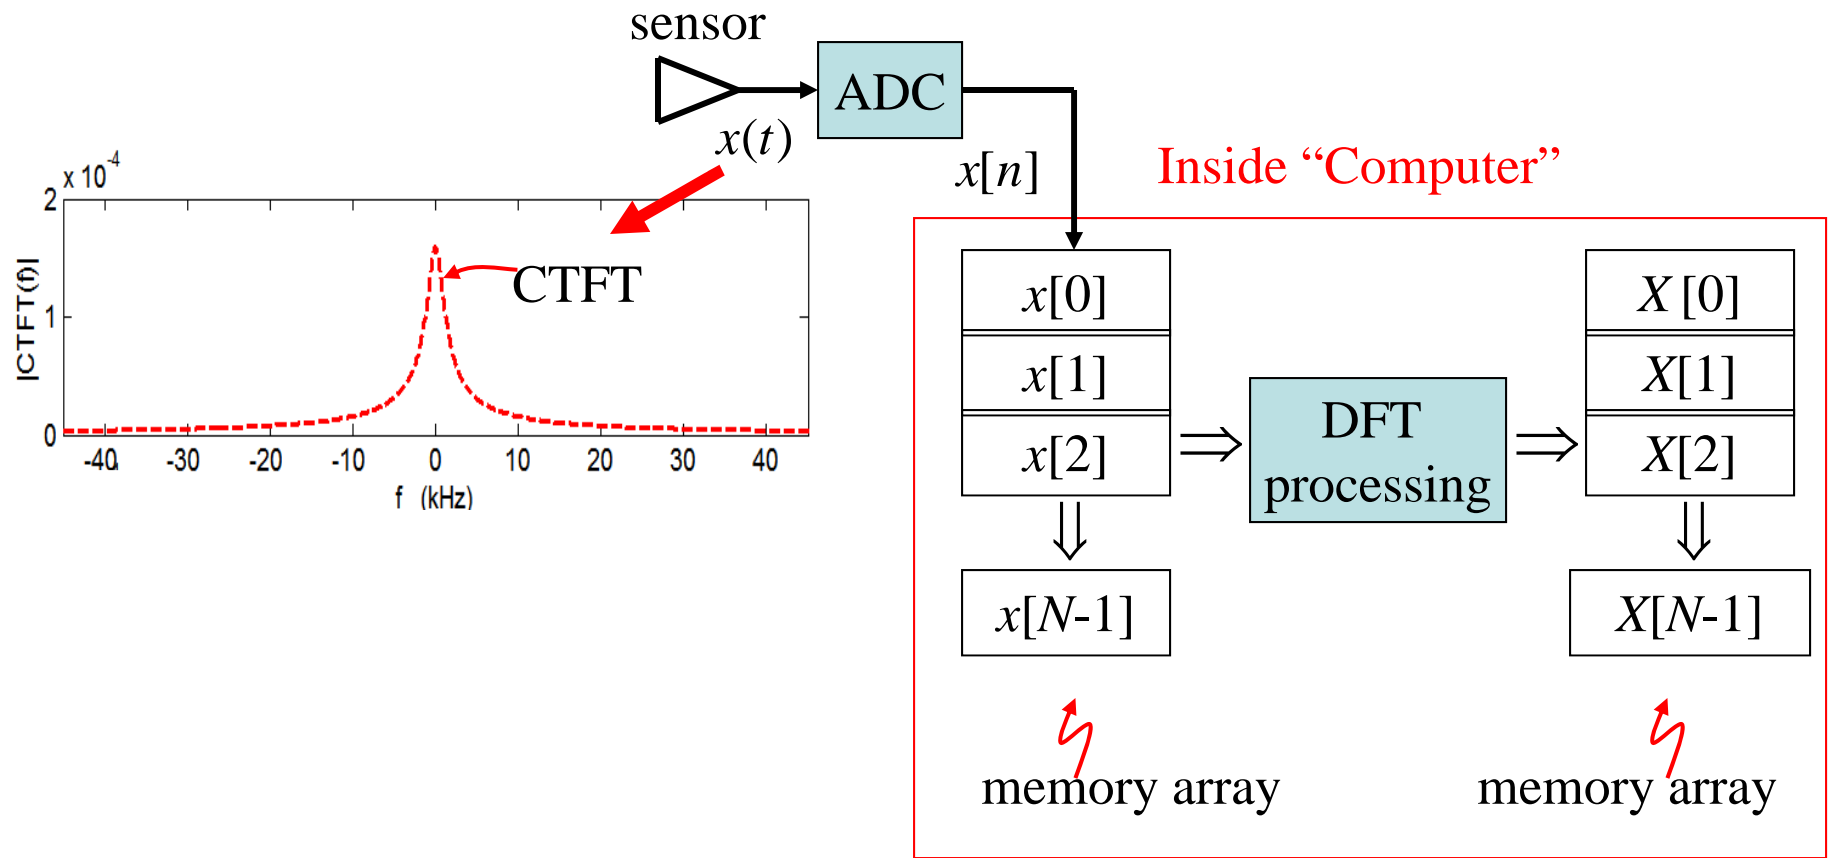 sensor
ADC
x(t)
x[n]
Inside “Computer”
x 10-4
2
1
0
|CTFT(f)|
CTFT
-40 -30 -20 -10 0 10 20 30 40
f (kHz)
x[0]
x[1]
x[2]
x[N-1]
DFT
processing
X [0]
X[1]
X[2]
X[N-1]
memory array
memory array